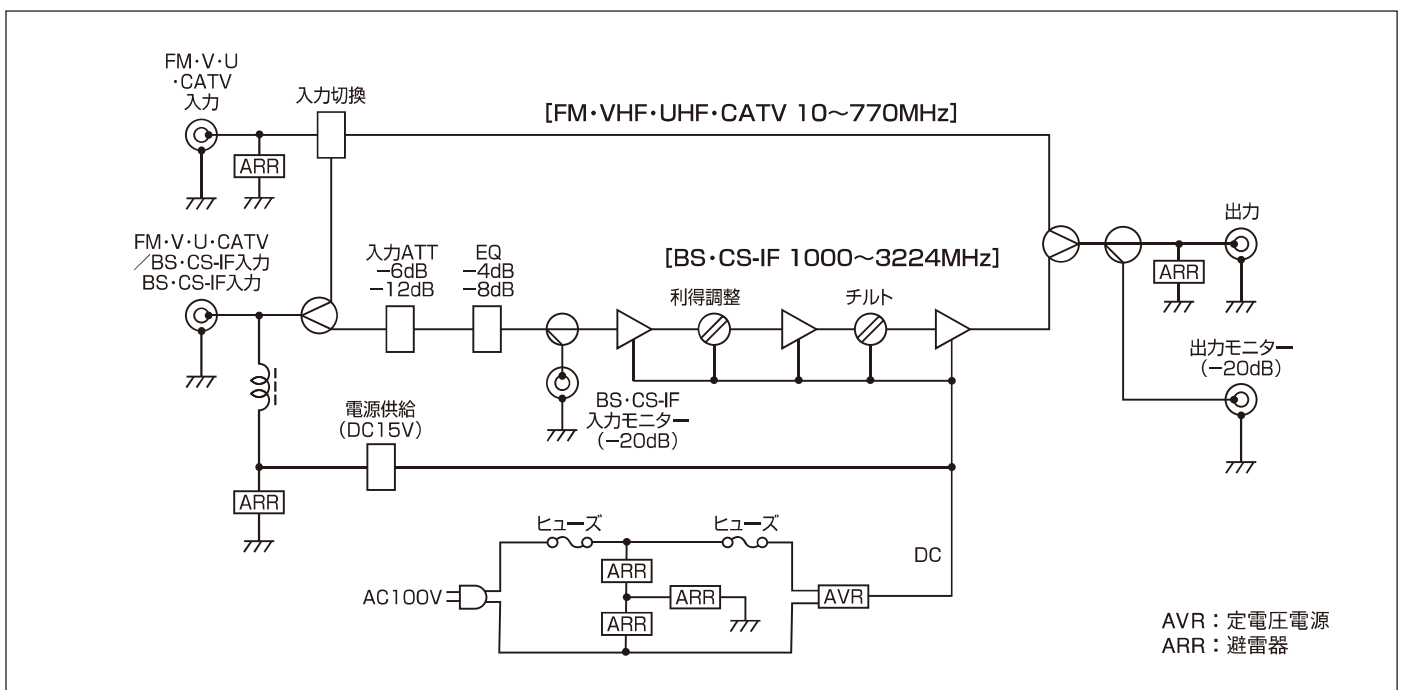 FM・V・U
・CATV
入力
入力切換
[FM・VHF・UHF・CATV 10〜770MHz]
ARR
FM・V・U・CATV
／BS・CS-IF入力
BS・CS-IF入力
入力ATT
−6dB
−12dB
EQ
−4dB
−8dB
[BS・CS-IF 1000〜3224MHz]
利得調整
チルト
出力
ARR
出力モニター
(−20dB)
BS・CS-IF
入力モニター
(−20dB)
電源供給
(DC15V)
ARR
ヒューズ
ヒューズ
DC
ARR
AC100V
ARR
AVR
ARR
AVR：定電圧電源
ARR：避雷器